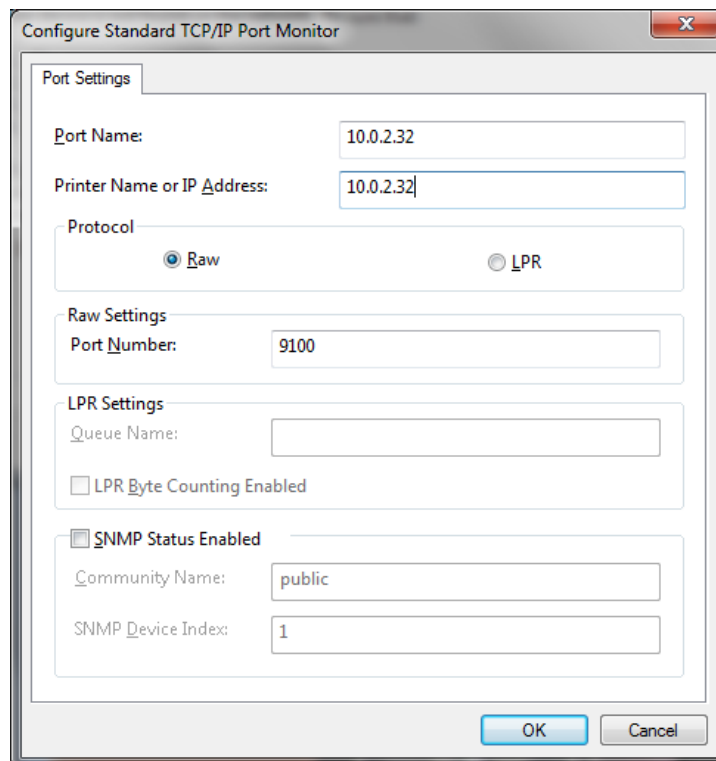 Configure Standard TCP/IP Port Monitor
Port Settings
Port Name: 10.0.2.32
Printer Name or IP Address: 10.0.2.32
Protocol
Raw LPR
Raw Settings
Port Number: 9100
LPR Settings
Queue Name:
LPR Byte Counting Enabled
SNMP Status Enabled
Community Name: public
SNMP Device Index: 1
OK Cancel